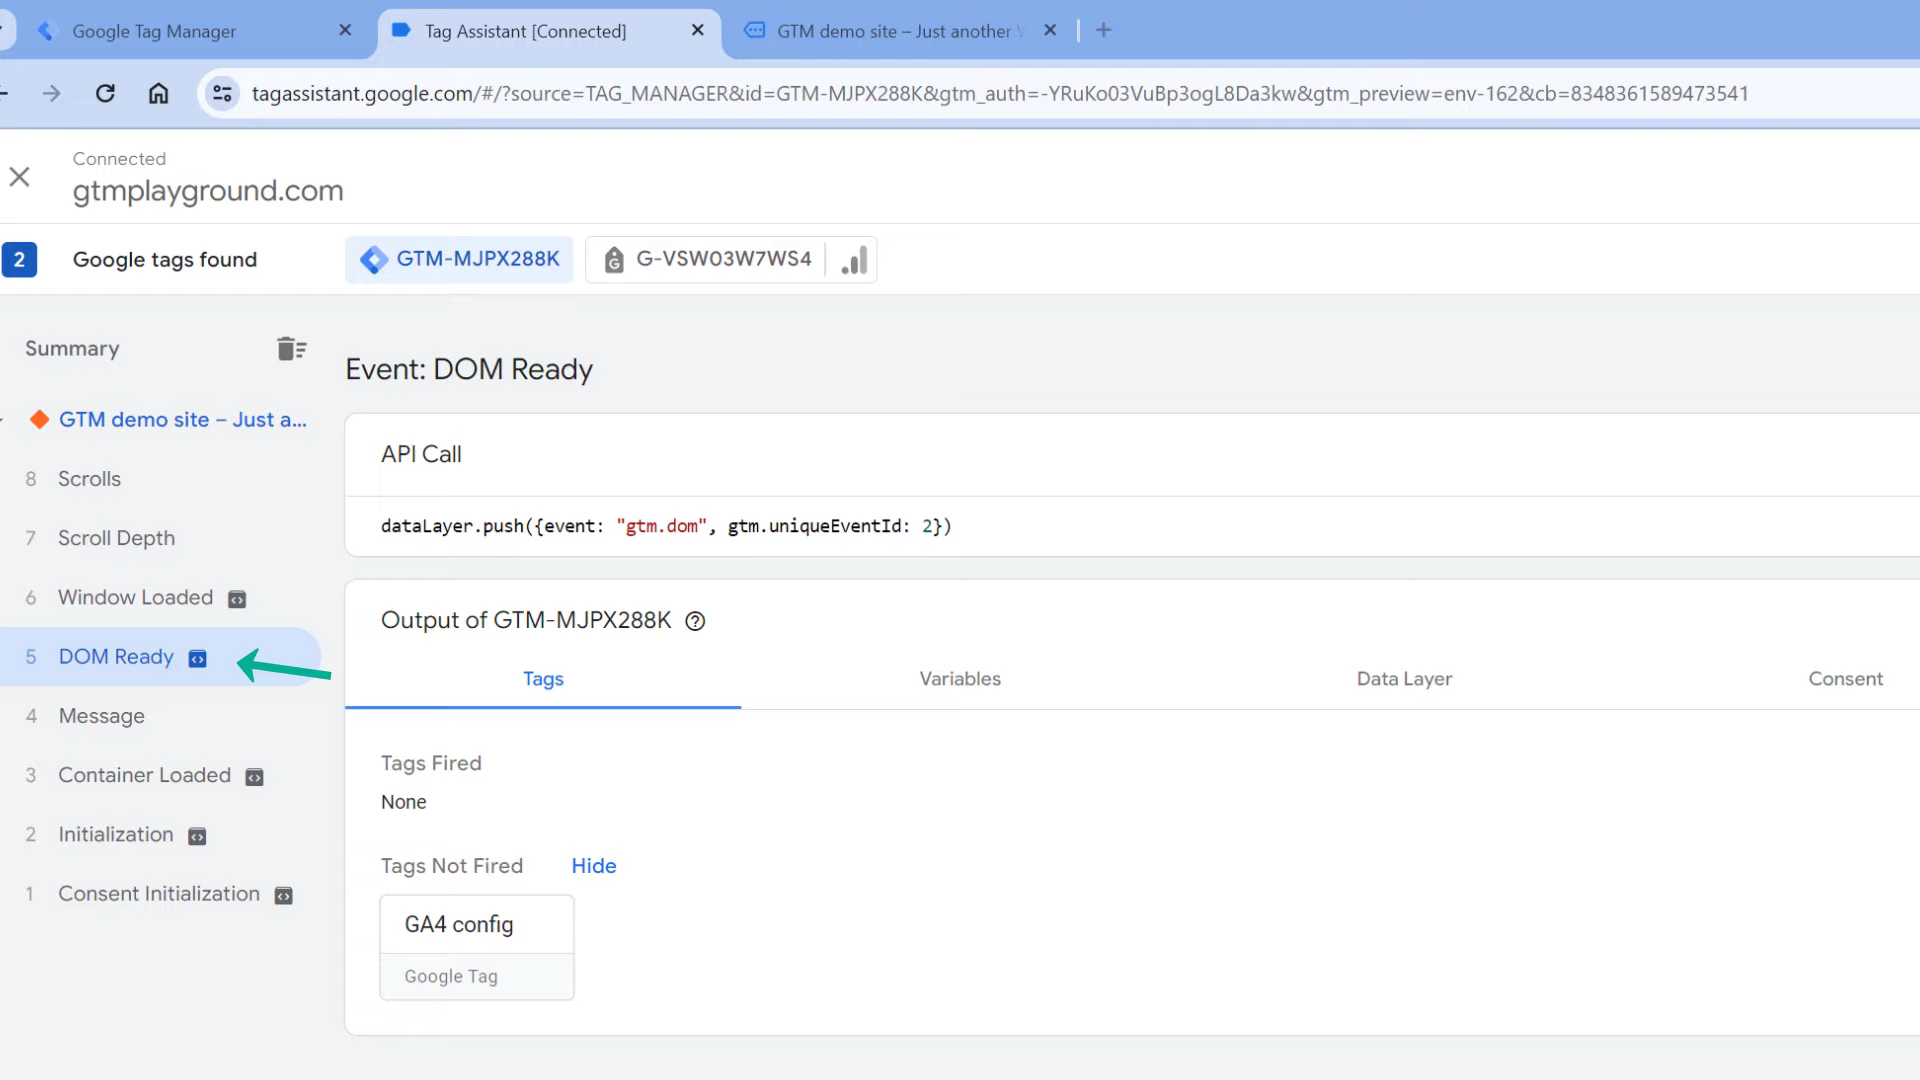 Google Tag Manager
Tag Assistant [Connected]
GTM demo site – Just another
tagassistant.google.com/#/?source=TAG_MANAGER&id=GTM-MJPX288K&gtm_auth=-YRuKo03VuBp3ogL8Da3kw&gtm_preview=env-162&cb=8348361589473541
Connected
gtmplayground.com
2 Google tags found
GTM-MJPX288K
G-VSW03W7WS4
Summary
GTM demo site – Just a...
8 Scrolls
7 Scroll Depth
6 Window Loaded
5 DOM Ready
4 Message
3 Container Loaded
2 Initialization
1 Consent Initialization
Event: DOM Ready
API Call
dataLayer.push({event: "gtm.dom", gtm.uniqueEventId: 2})
Output of GTM-MJPX288K
Tags Variables Data Layer Consent
Tags Fired
None
Tags Not Fired Hide
GA4 config
Google Tag